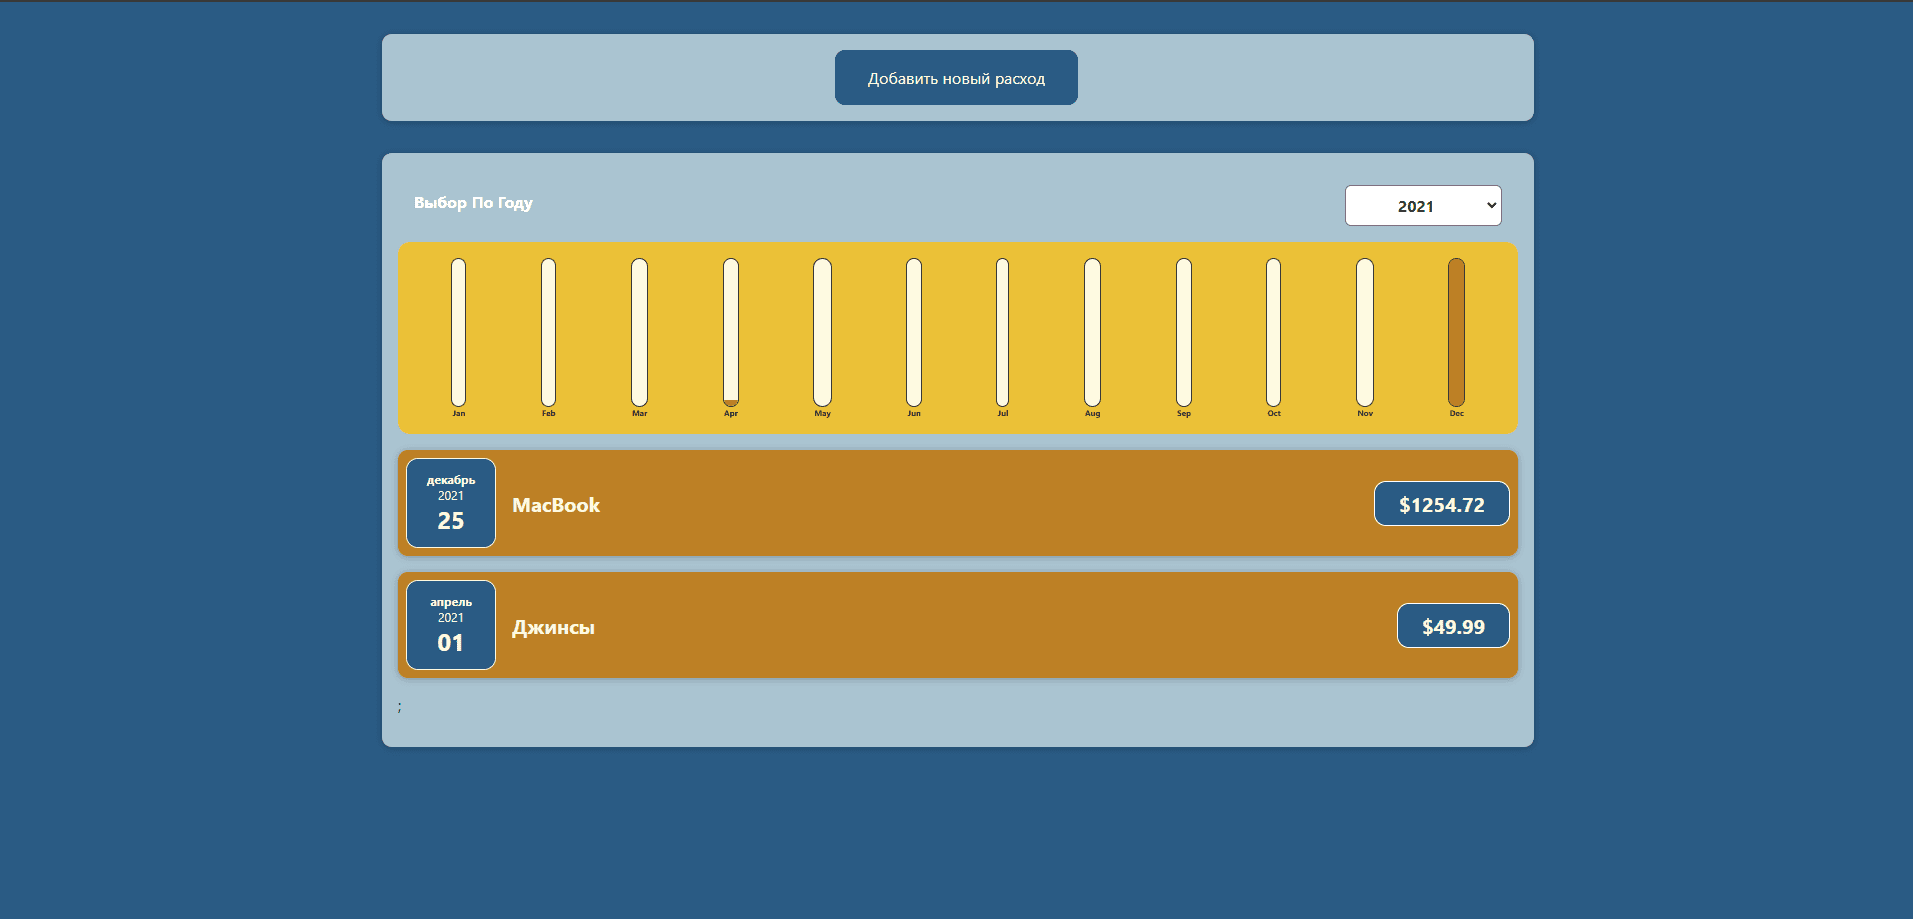 Добавить новый расход
Выбор По Году
2021
Jan Feb Mar Apr May Jun Jul Aug Sep Oct Nov Dec
декабрь
2021
25
MacBook
$1254.72
апрель
2021
01
Джинсы
$49.99
;